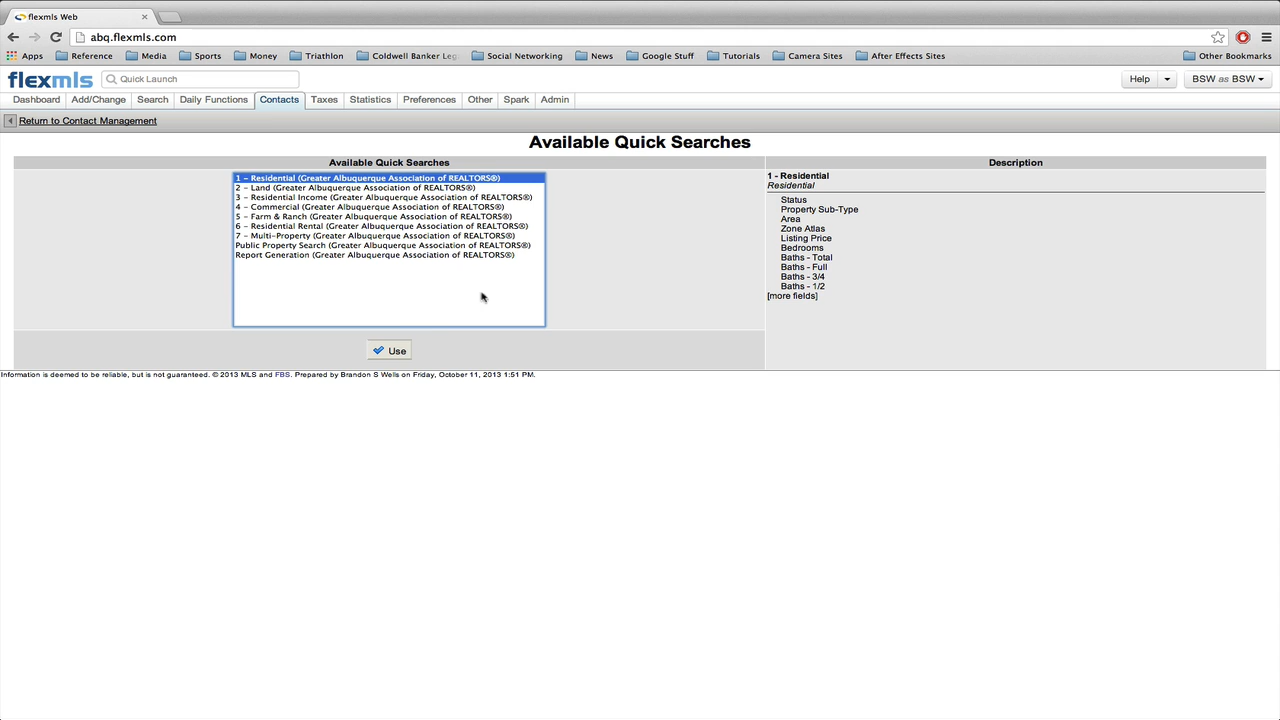 flexmls Web
abq.flexmls.com
Apps Reference Media Sports Money Triathlon Coldwell Banker Leg Social Networking News Google Stuff Tutorials Camera Sites After Effects Sites Other Bookmarks
flexmls Quick Launch Help BSW as BSW
Dashboard Add/Change Search Daily Functions Contacts Taxes Statistics Preferences Other Spark Admin
Return to Contact Management
Available Quick Searches
Available Quick Searches
1 - Residential (Greater Albuquerque Association of REALTORS®)
2 - Land (Greater Albuquerque Association of REALTORS®)
3 - Residential Income (Greater Albuquerque Association of REALTORS®)
4 - Commercial (Greater Albuquerque Association of REALTORS®)
5 - Farm & Ranch (Greater Albuquerque Association of REALTORS®)
6 - Residential Rental (Greater Albuquerque Association of REALTORS®)
7 - Multi-Property (Greater Albuquerque Association of REALTORS®)
Public Property Search (Greater Albuquerque Association of REALTORS®)
Report Generation (Greater Albuquerque Association of REALTORS®)
Use
Description
1 - Residential
Residential
Status
Property Sub-Type
Area
Zone Atlas
Listing Price
Bedrooms
Baths - Total
Baths - Full
Baths - 3/4
Baths - 1/2
[more fields]
Information is deemed to be reliable, but is not guaranteed. © 2013 MLS and FBS. Prepared by Brandon S Wells on Friday, October 11, 2013 1:51 PM.